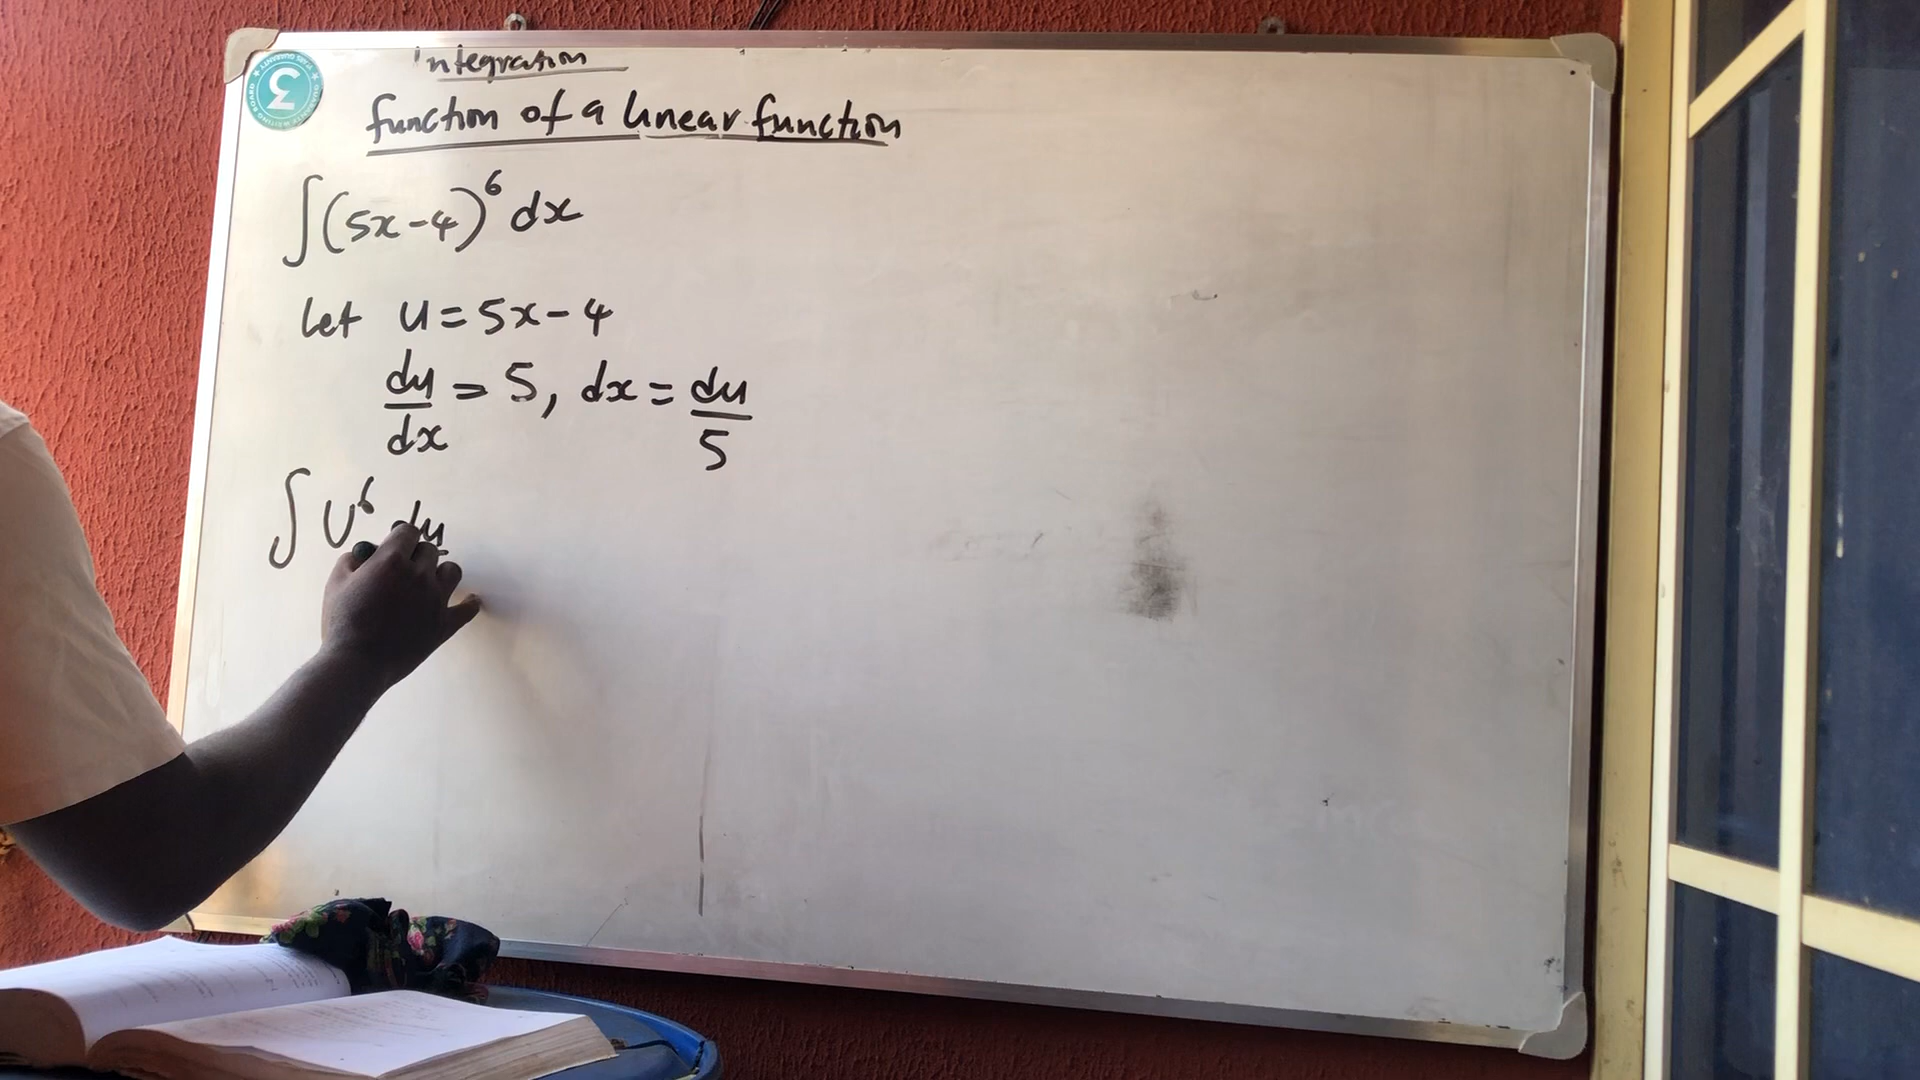 Integration
function of a linear function
∫(5x-4)⁶ dx
let u = 5x-4
du/dx = 5, dx = du/5
∫ U⁶ du
3